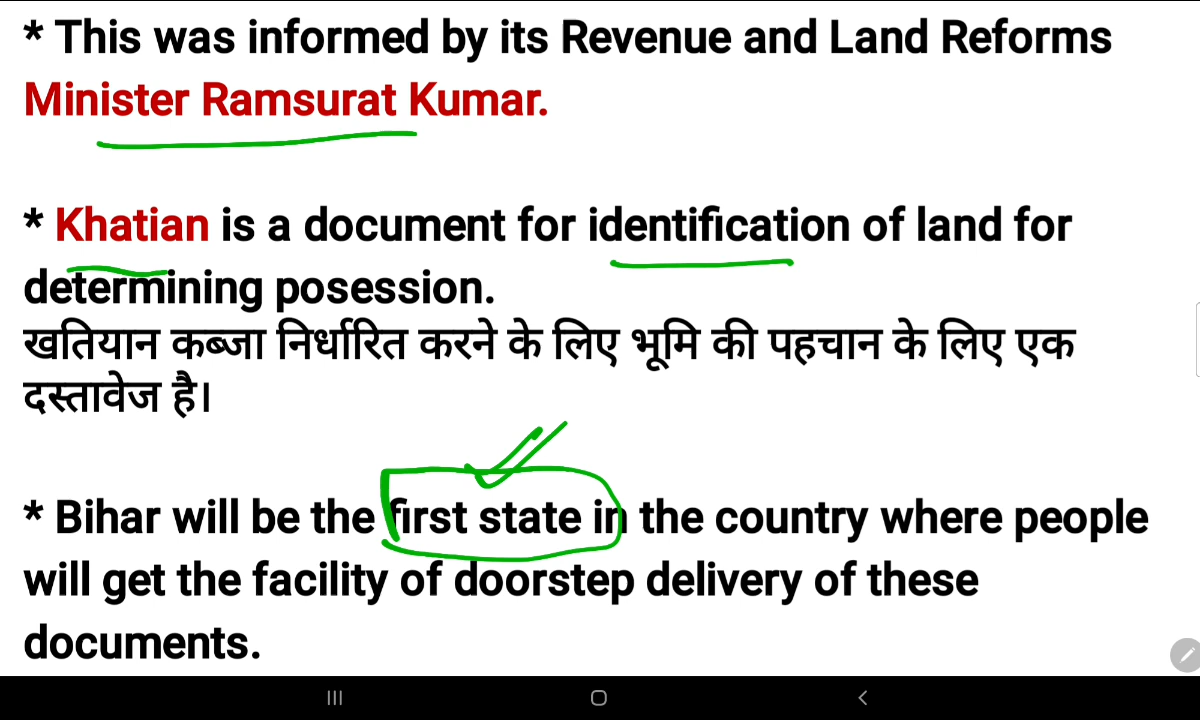 * This was informed by its Revenue and Land Reforms
Minister Ramsurat Kumar.
* Khatian is a document for identification of land for
determining posession.
खतियान कब्जा निर्धारित करने के लिए भूमि की पहचान के लिए एक
दस्तावेज है।
* Bihar will be the first state in the country where people
will get the facility of doorstep delivery of these
documents.